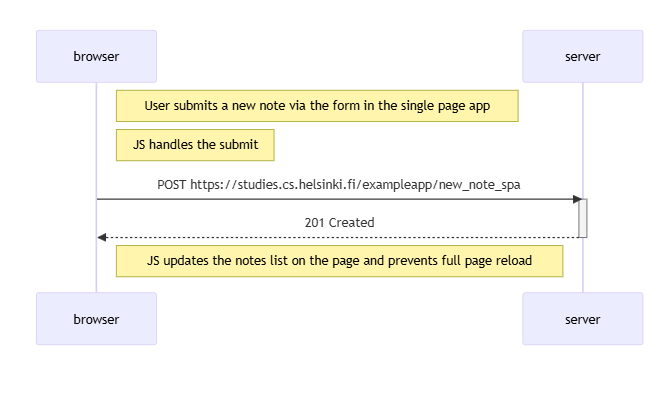 browser
server
User submits a new note via the form in the single page app
JS handles the submit
POST https://studies.cs.helsinki.fi/exampleapp/new_note_spa
201 Created
JS updates the notes list on the page and prevents full page reload
browser
server